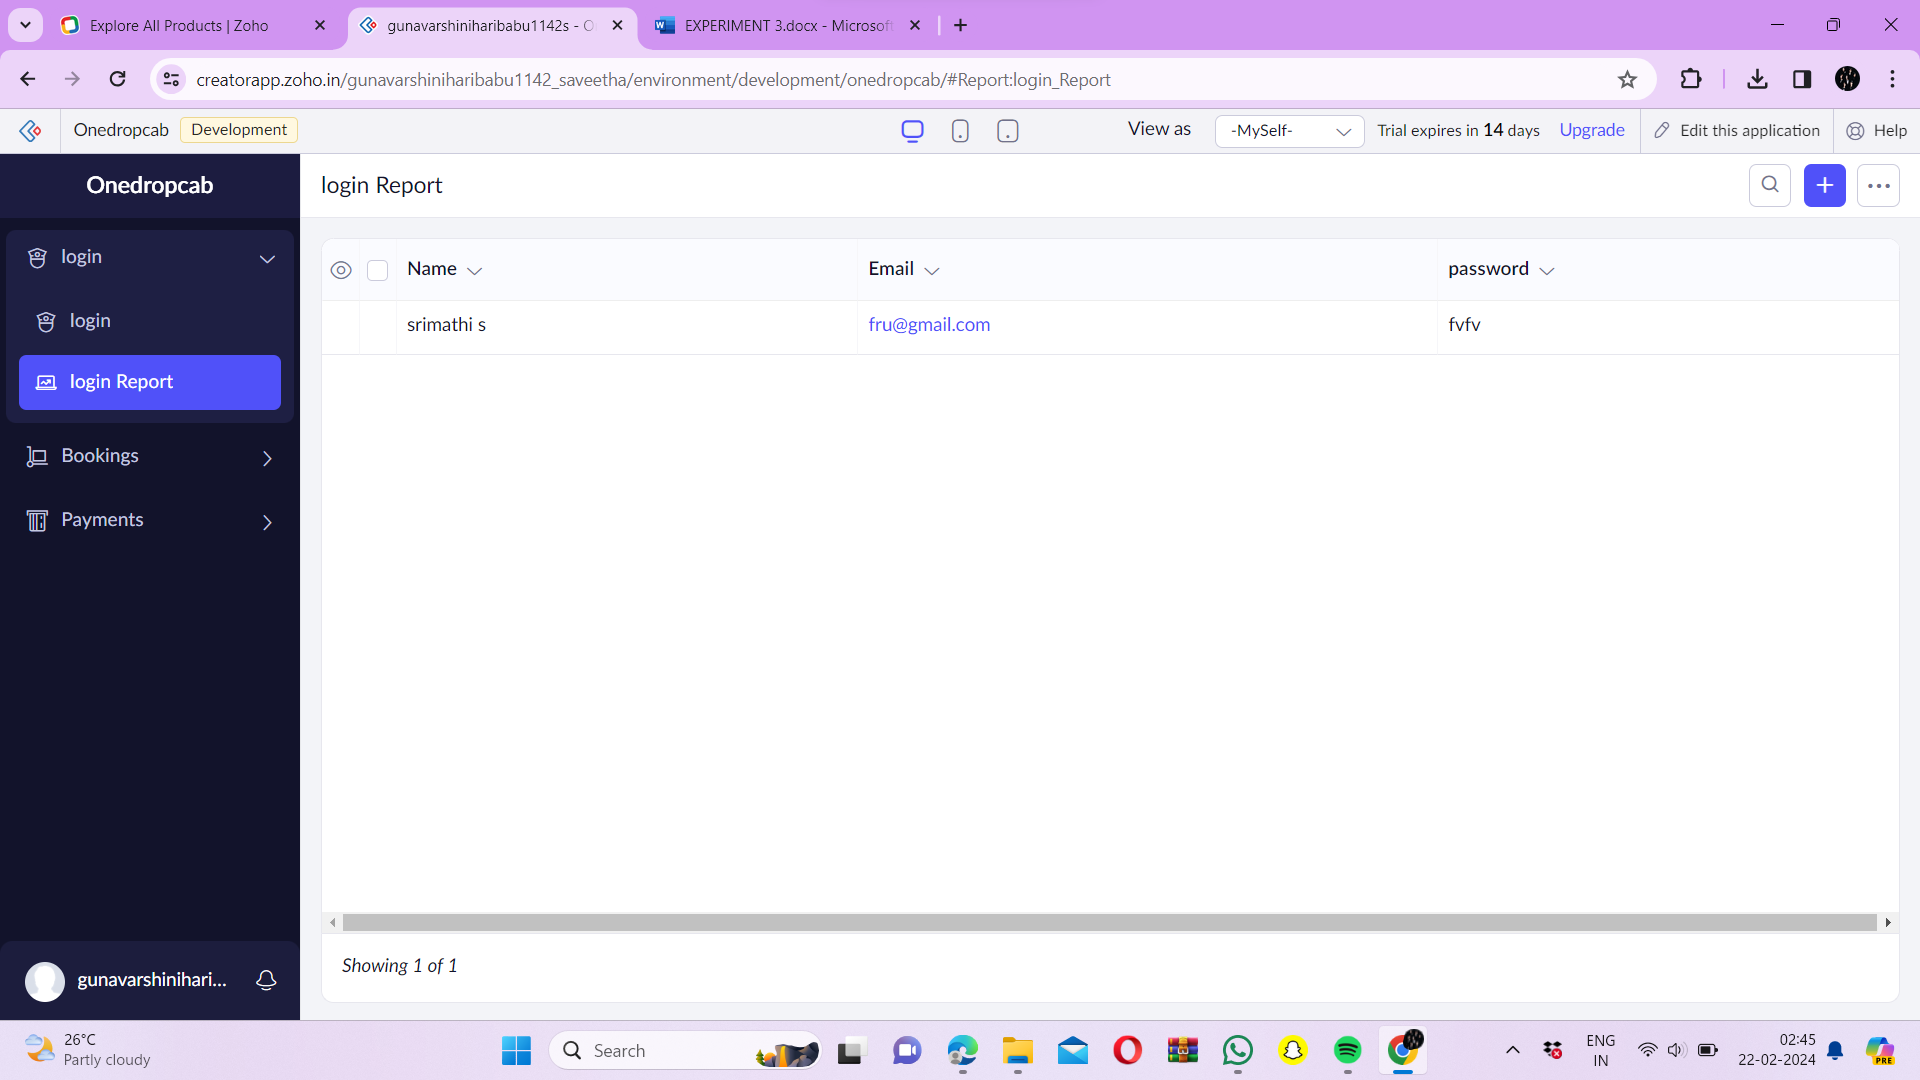 Explore All Products | Zoho
gunavarshiniharibabu1142s - O
EXPERIMENT 3.docx - Microsoft
creatorapp.zoho.in/gunavarshiniharibabu1142_saveetha/environment/development/onedropcab/#Report:login_Report
Onedropcab
Development
View as
-MySelf-
Trial expires in 14 days
Upgrade
Edit this application
Help
Onedropcab
login Report
login
login
login Report
Bookings
Payments
Name
Email
password
srimathi s
fru@gmail.com
fvfv
Showing 1 of 1
gunavarshinihari...
26°C
Partly cloudy
Search
ENG
IN
02:45
22-02-2024
PRE